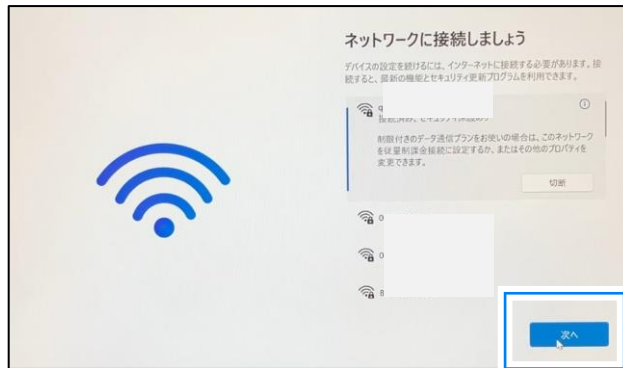 ネットワークに接続しましょう
デバイスの設定を続けるには、インターネットに接続する必要があります。接
続すると、最新の機能とセキュリティ更新プログラムを利用できます。
制限付きのデータ通信プランをお使いの場合は、このネットワーク
を従量制課金接続に設定するか、またはその他のプロパティを
変更できます。
切断
次へ